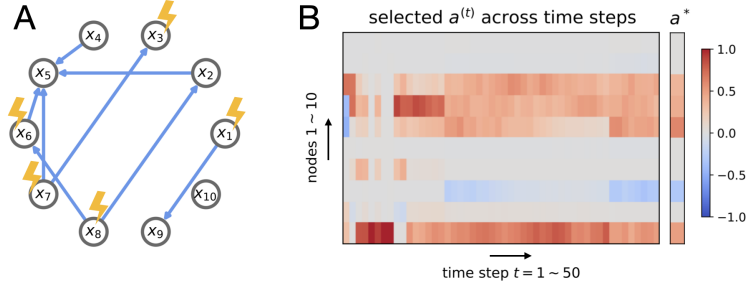 A
x₄
x₃
x₅
x₂
x₆
x₁
x₇
x₁₀
x₈
x₉
B
selected a⁽ᵗ⁾ across time steps
a*
nodes 1 ~ 10
1.0
0.5
0.0
−0.5
−1.0
time step t = 1 ~ 50